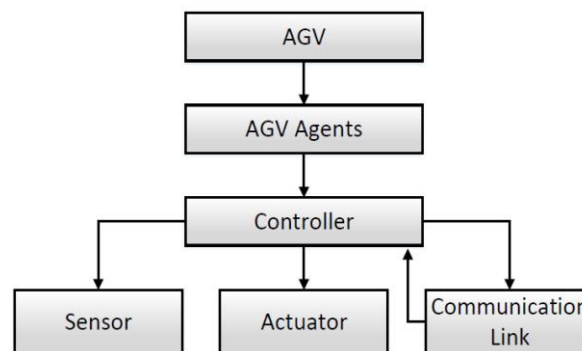 AGV
AGV Agents
Controller
Sensor
Actuator
Communication
Link